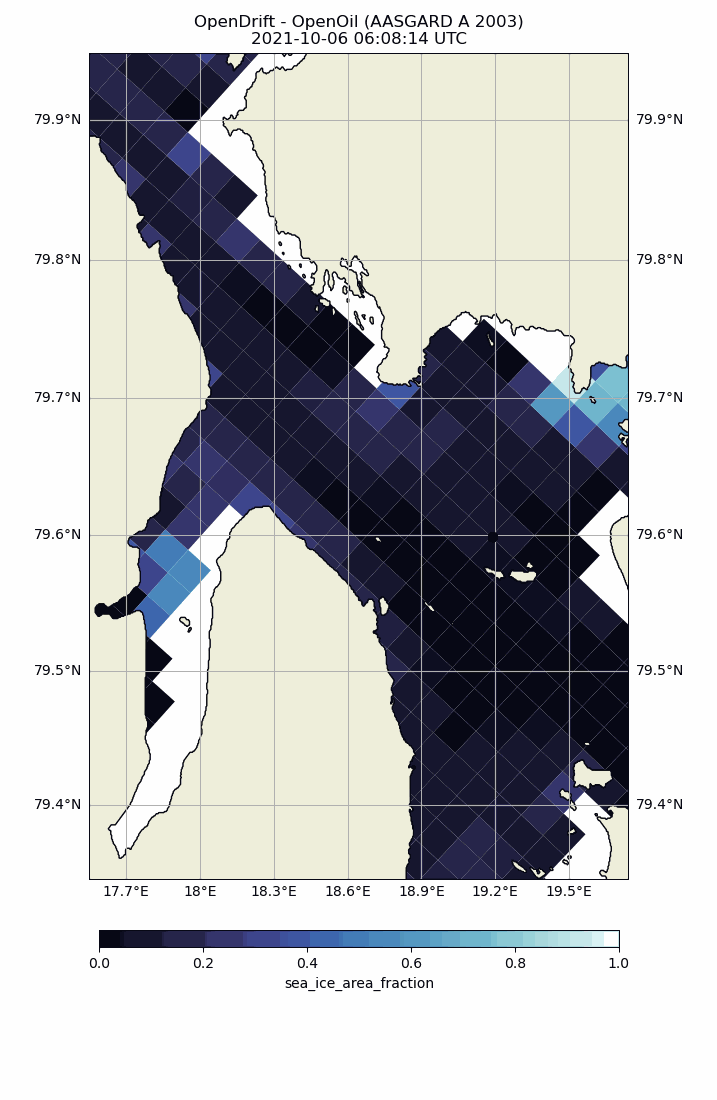 OpenDrift - OpenOil (AASGARD A 2003)
2021-10-06 06:08:14 UTC
79.9°N 79.9°N
79.8°N 79.8°N
79.7°N 79.7°N
79.6°N 79.6°N
79.5°N 79.5°N
79.4°N 79.4°N
17.7°E 18°E 18.3°E 18.6°E 18.9°E 19.2°E 19.5°E
0.0 0.2 0.4 0.6 0.8 1.0
sea_ice_area_fraction